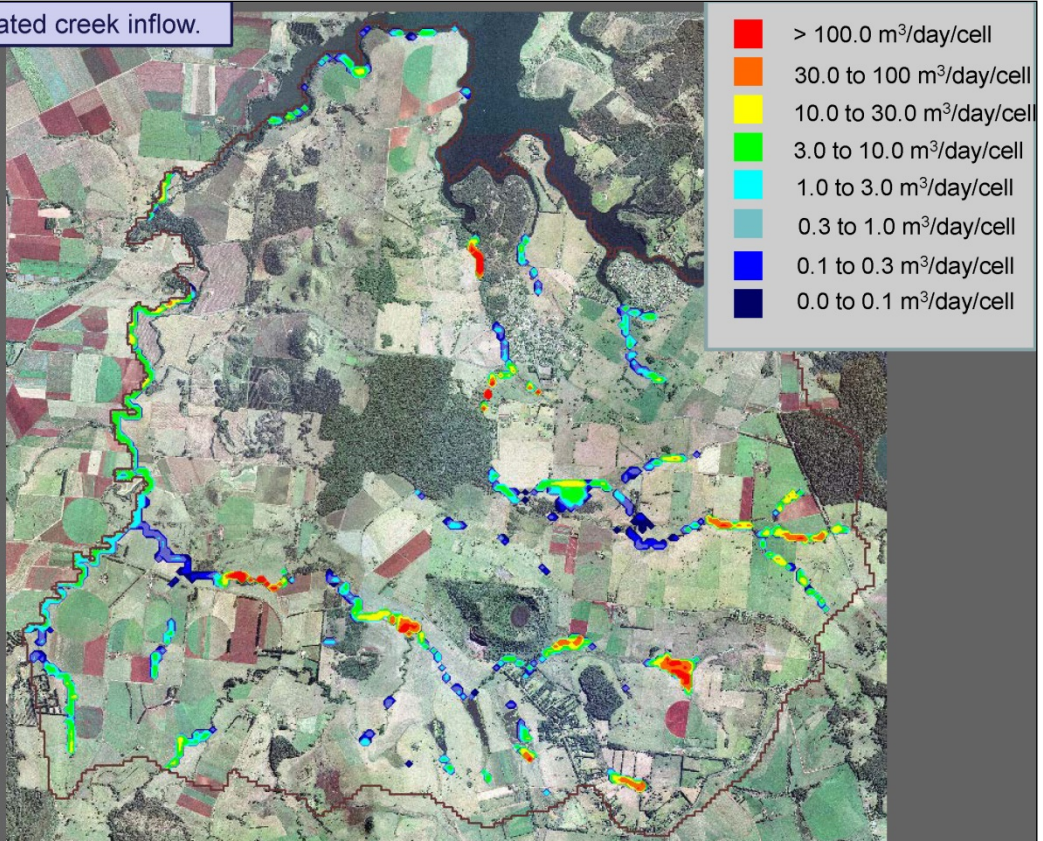 ated creek inflow.
> 100.0 m³/day/cell
30.0 to 100 m³/day/cell
10.0 to 30.0 m³/day/cell
3.0 to 10.0 m³/day/cell
1.0 to 3.0 m³/day/cell
0.3 to 1.0 m³/day/cell
0.1 to 0.3 m³/day/cell
0.0 to 0.1 m³/day/cell